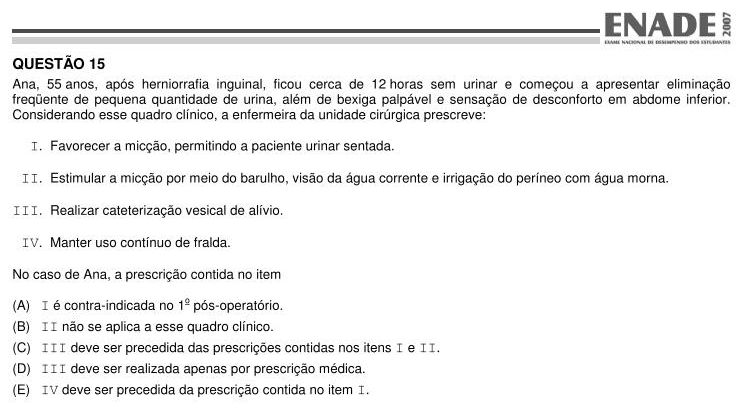 ENADE 2007
EXAME NACIONAL DE DESEMPENHO DOS ESTUDANTES
QUESTÃO 15
Ana, 55 anos, após herniorrafia inguinal, ficou cerca de 12 horas sem urinar e começou a apresentar eliminação
freqüente de pequena quantidade de urina, além de bexiga palpável e sensação de desconforto em abdome inferior.
Considerando esse quadro clínico, a enfermeira da unidade cirúrgica prescreve:
I. Favorecer a micção, permitindo a paciente urinar sentada.
II. Estimular a micção por meio do barulho, visão da água corrente e irrigação do períneo com água morna.
III. Realizar cateterização vesical de alívio.
IV. Manter uso contínuo de fralda.
No caso de Ana, a prescrição contida no item
(A) I é contra-indicada no 1º pós-operatório.
(B) II não se aplica a esse quadro clínico.
(C) III deve ser precedida das prescrições contidas nos itens I e II.
(D) III deve ser realizada apenas por prescrição médica.
(E) IV deve ser precedida da prescrição contida no item I.